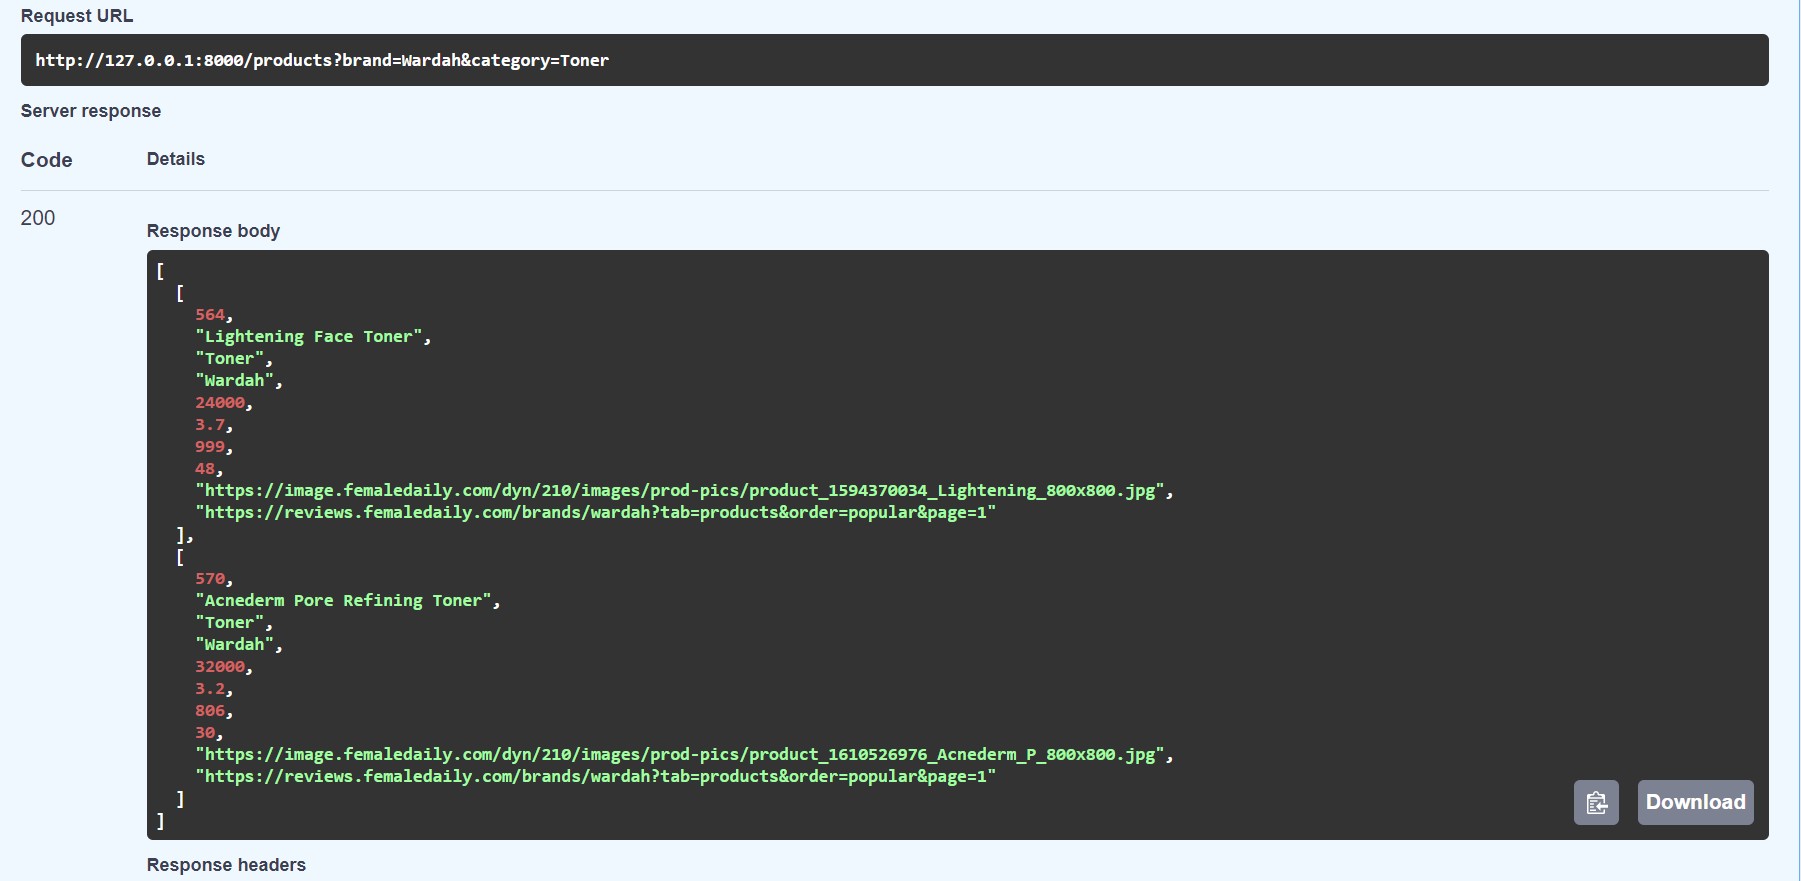 Request URL
http://127.0.0.1:8000/products?brand=Wardah&category=Toner
Server response
Code Details
200
Response body
[
[
564,
"Lightening Face Toner",
"Toner",
"Wardah",
24000,
3.7,
999,
48,
"https://image.femaledaily.com/dyn/210/images/prod-pics/product_1594370034_Lightening_800x800.jpg",
"https://reviews.femaledaily.com/brands/wardah?tab=products&order=popular&page=1"
],
[
570,
"Acnederm Pore Refining Toner",
"Toner",
"Wardah",
32000,
3.2,
806,
30,
"https://image.femaledaily.com/dyn/210/images/prod-pics/product_1610526976_Acnederm_P_800x800.jpg",
"https://reviews.femaledaily.com/brands/wardah?tab=products&order=popular&page=1"
]
]
Download
Response headers